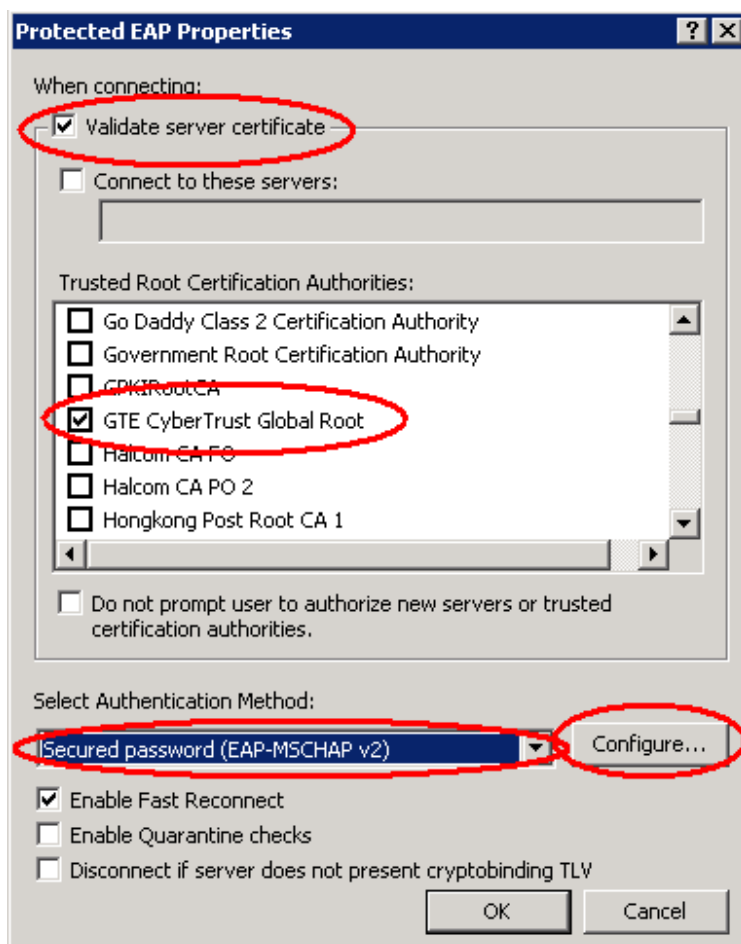 Protected EAP Properties
When connecting:
Validate server certificate
Connect to these servers:
Trusted Root Certification Authorities:
Go Daddy Class 2 Certification Authority
Government Root Certification Authority
GPKIRootCA
GTE CyberTrust Global Root
Halcom CA FO
Halcom CA PO 2
Hongkong Post Root CA 1
Do not prompt user to authorize new servers or trusted
certification authorities.
Select Authentication Method:
Secured password (EAP-MSCHAP v2)
Configure...
Enable Fast Reconnect
Enable Quarantine checks
Disconnect if server does not present cryptobinding TLV
OK
Cancel